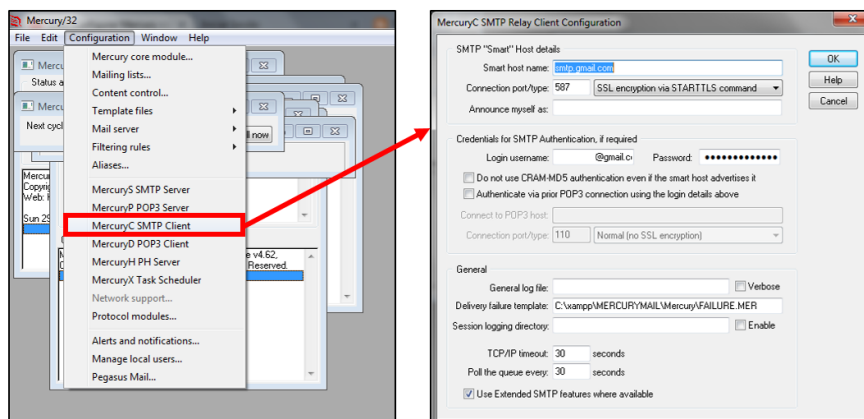 Mercury/32
File Edit Configuration Window Help
Mercury core module...
Mailing lists...
Content control...
Template files
Mail server
Filtering rules
Aliases...
MercuryS SMTP Server
MercuryP POP3 Server
MercuryC SMTP Client
MercuryD POP3 Client
MercuryH PH Server
MercuryX Task Scheduler
Network support...
Protocol modules...
Alerts and notifications...
Manage local users...
Pegasus Mail...
Status a
Next cycl
ll now
Web:
Sun 29
e v4.62,
Reserved.
MercuryC SMTP Relay Client Configuration
SMTP "Smart" Host details
Smart host name: smtp.gmail.com
Connection port/type: 587 SSL encryption via STARTTLS command
Announce myself as:
OK
Help
Cancel
Credentials for SMTP Authentication, if required
Login username: @gmail.c Password: •••••••••••••
Do not use CRAM-MD5 authentication even if the smart host advertises it
Authenticate via prior POP3 connection using the login details above
Connect to POP3 host:
Connection port/type: 110 Normal (no SSL encryption)
General
General log file: Verbose
Delivery failure template: C:\xampp\MERCURYMAIL\Mercury\FAILURE.MER
Session logging directory: Enable
TCP/IP timeout: 30 seconds
Poll the queue every: 30 seconds
Use Extended SMTP features where available